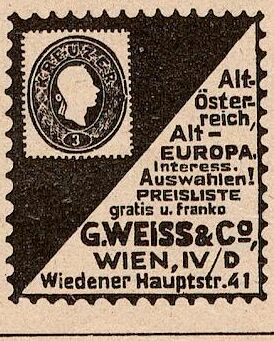 KREUZER
3
Alt-
Öster-
reich,
Alt-
EUROPA.
Interess.
Auswahlen!
PREISLISTE
gratis u. franko
G.WEISS & Co,
WIEN, IV/D
Wiedener Hauptstr. 41